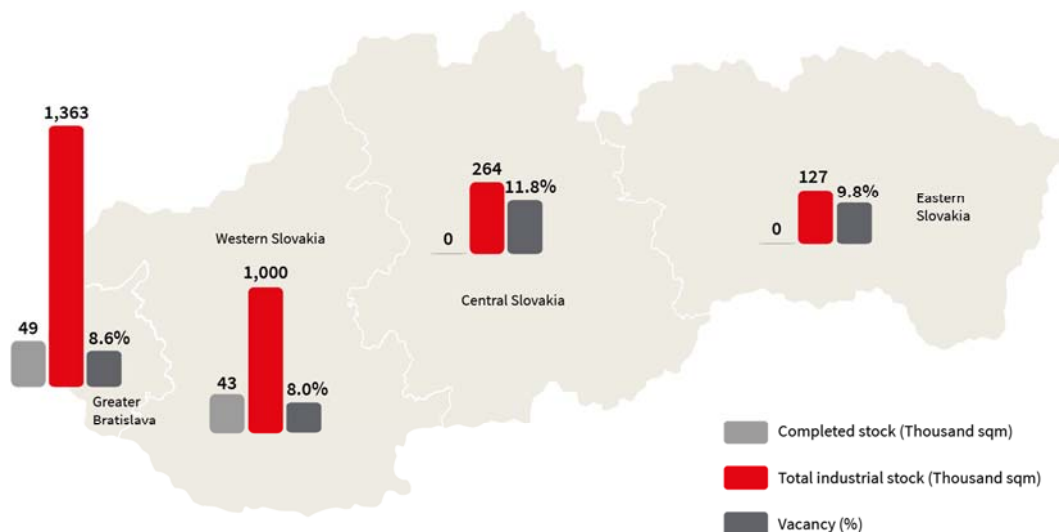 1,363
49
8.6%
Greater
Bratislava
Western Slovakia
1,000
43
8.0%
264
11.8%
0
Central Slovakia
127
9.8%
0
Eastern
Slovakia
Completed stock (Thousand sqm)
Total industrial stock (Thousand sqm)
Vacancy (%)